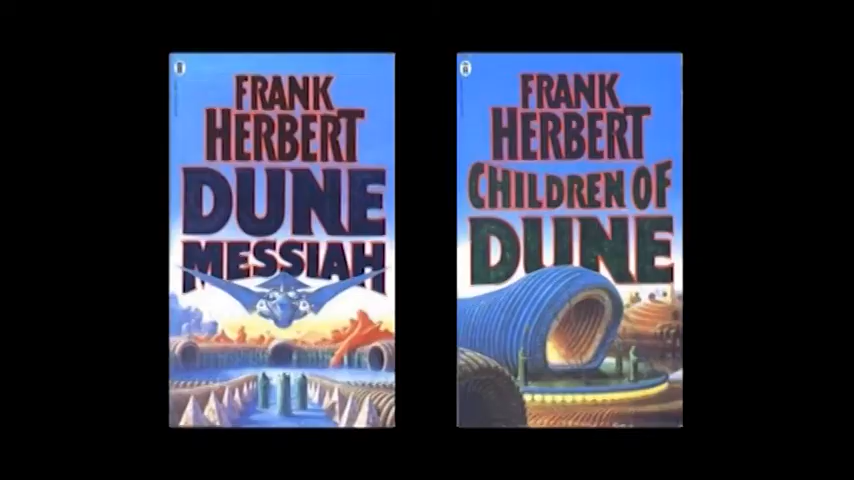 FRANK
HERBERT
DUNE
MESSIAH
FRANK
HERBERT
CHILDREN OF
DUNE